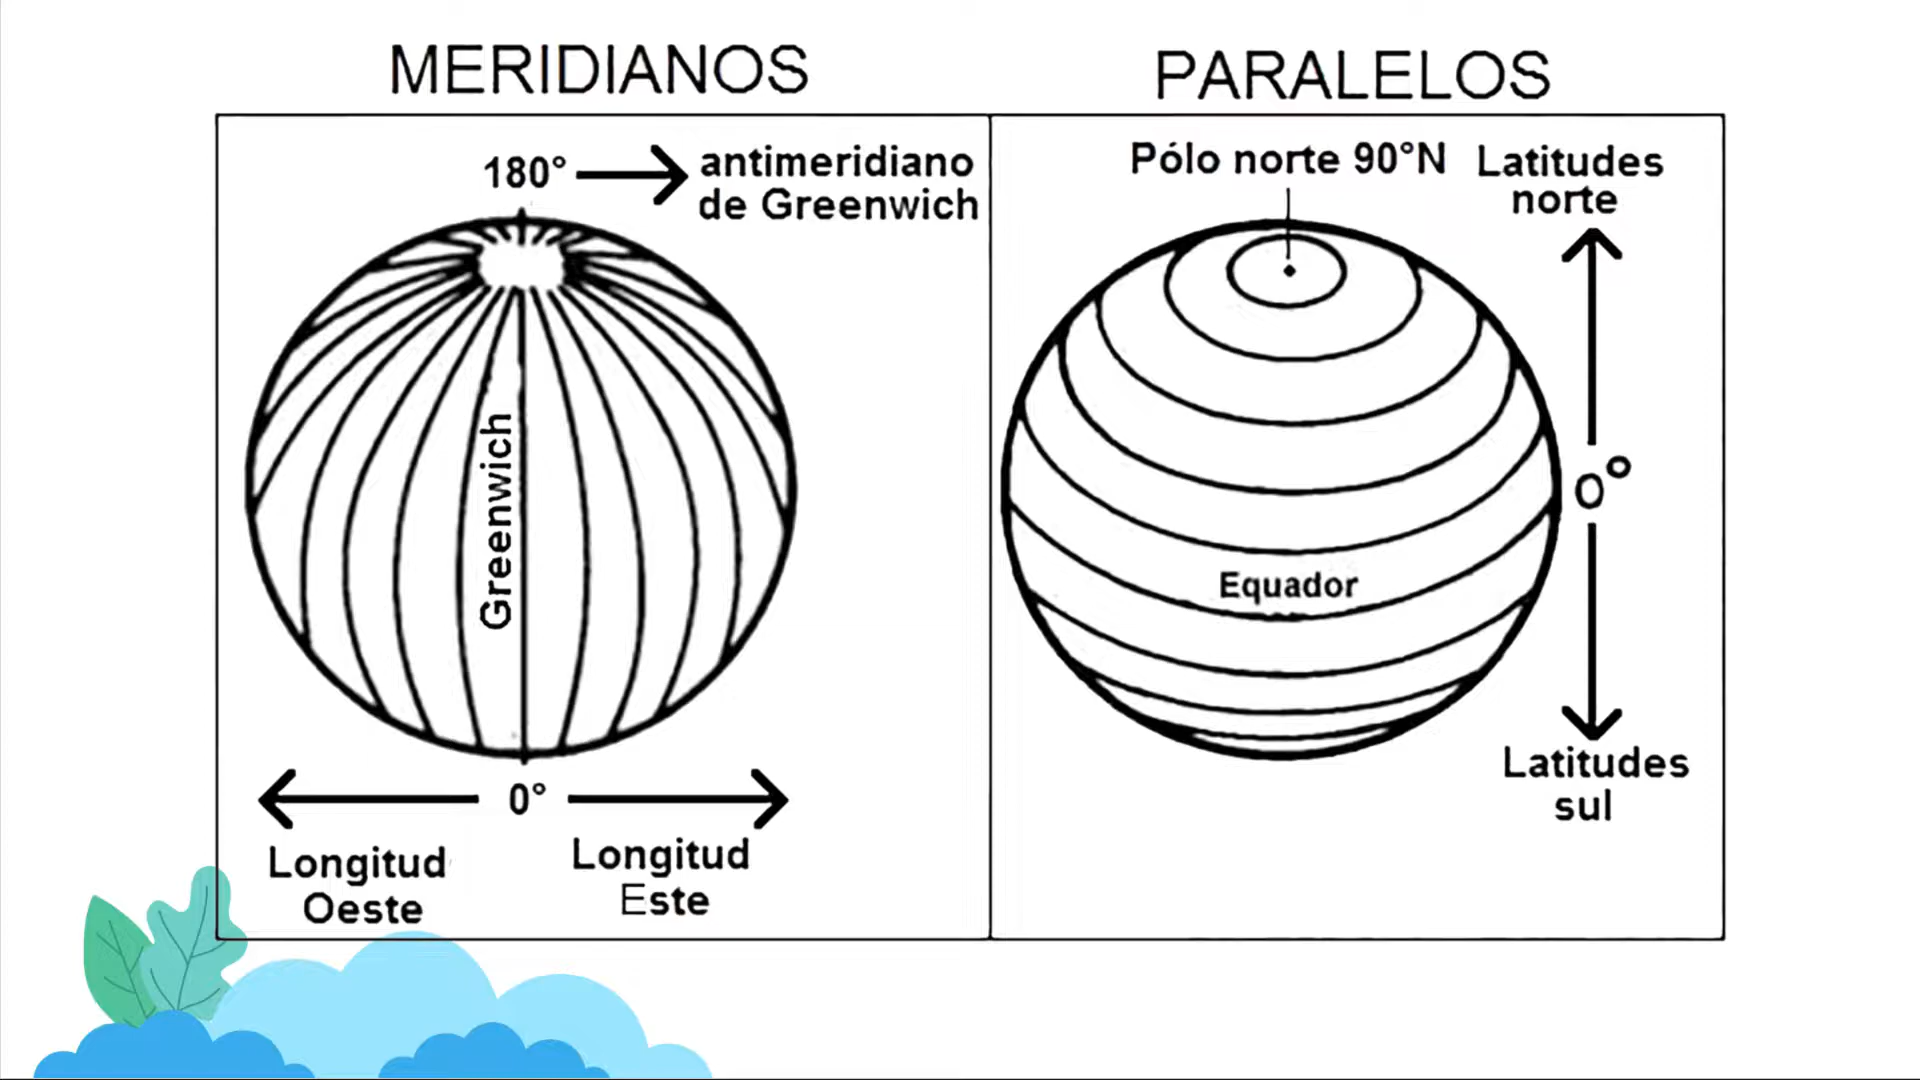 MERIDIANOS
180°
antimeridiano
de Greenwich
Greenwich
0°
Longitud
Oeste
Longitud
Este
PARALELOS
Pólo norte 90°N
Latitudes
norte
0°
Equador
Latitudes
sul